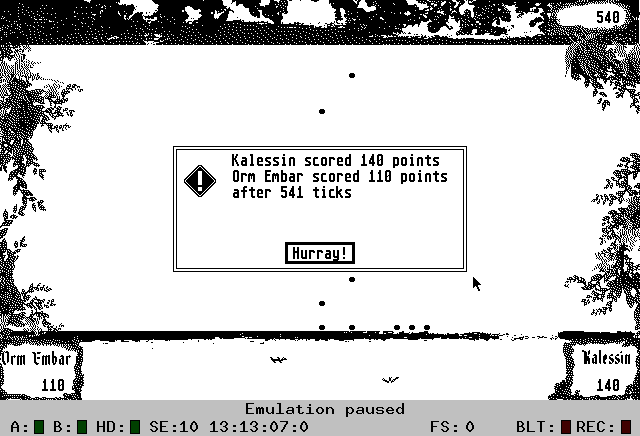 540
Kalessin scored 140 points
Orm Embar scored 110 points
after 541 ticks
Hurray!
Orm Embar
110
Kalessin
140
Emulation paused
A: B: HD: SE:10 13:13:07:0 FS: 0 BLT: REC: